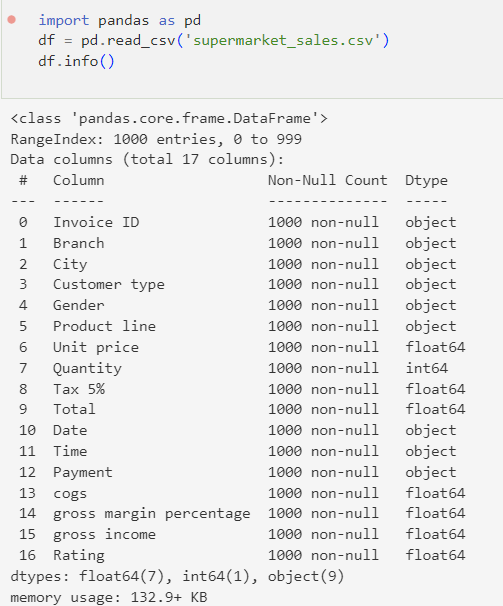 import pandas as pd
df = pd.read_csv('supermarket_sales.csv')
df.info()
<class 'pandas.core.frame.DataFrame'>
RangeIndex: 1000 entries, 0 to 999
Data columns (total 17 columns):
 #   Column                   Non-Null Count  Dtype
---  ------                   --------------  -----
 0   Invoice ID               1000 non-null   object
 1   Branch                   1000 non-null   object
 2   City                     1000 non-null   object
 3   Customer type            1000 non-null   object
 4   Gender                   1000 non-null   object
 5   Product line             1000 non-null   object
 6   Unit price               1000 non-null   float64
 7   Quantity                 1000 non-null   int64
 8   Tax 5%                   1000 non-null   float64
 9   Total                    1000 non-null   float64
 10  Date                     1000 non-null   object
 11  Time                     1000 non-null   object
 12  Payment                  1000 non-null   object
 13  cogs                     1000 non-null   float64
 14  gross margin percentage  1000 non-null   float64
 15  gross income             1000 non-null   float64
 16  Rating                   1000 non-null   float64
dtypes: float64(7), int64(1), object(9)
memory usage: 132.9+ KB